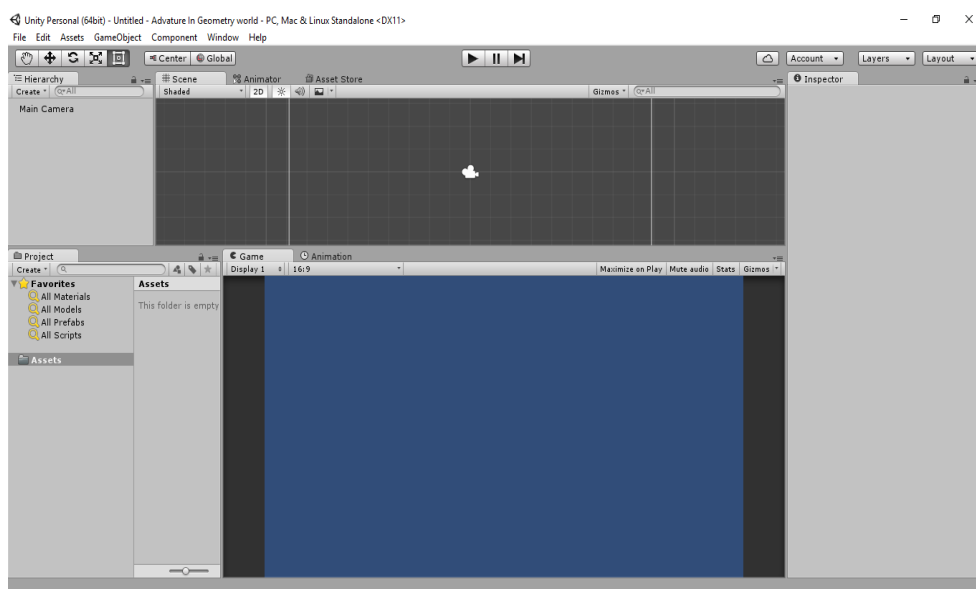 Unity Personal (64bit) - Untitled - Advature In Geometry world - PC, Mac & Linux Standalone <DX11>
File Edit Assets GameObject Component Window Help
Center Global Account Layers Layout
Hierarchy Scene Animator Asset Store Inspector
Create All Shaded 2D Gizmos All
Main Camera
Project Game Animation
Create Display 1 16:9 Maximize on Play Mute audio Stats Gizmos
Favorites Assets
All Materials
All Models This folder is empty
All Prefabs
All Scripts
Assets